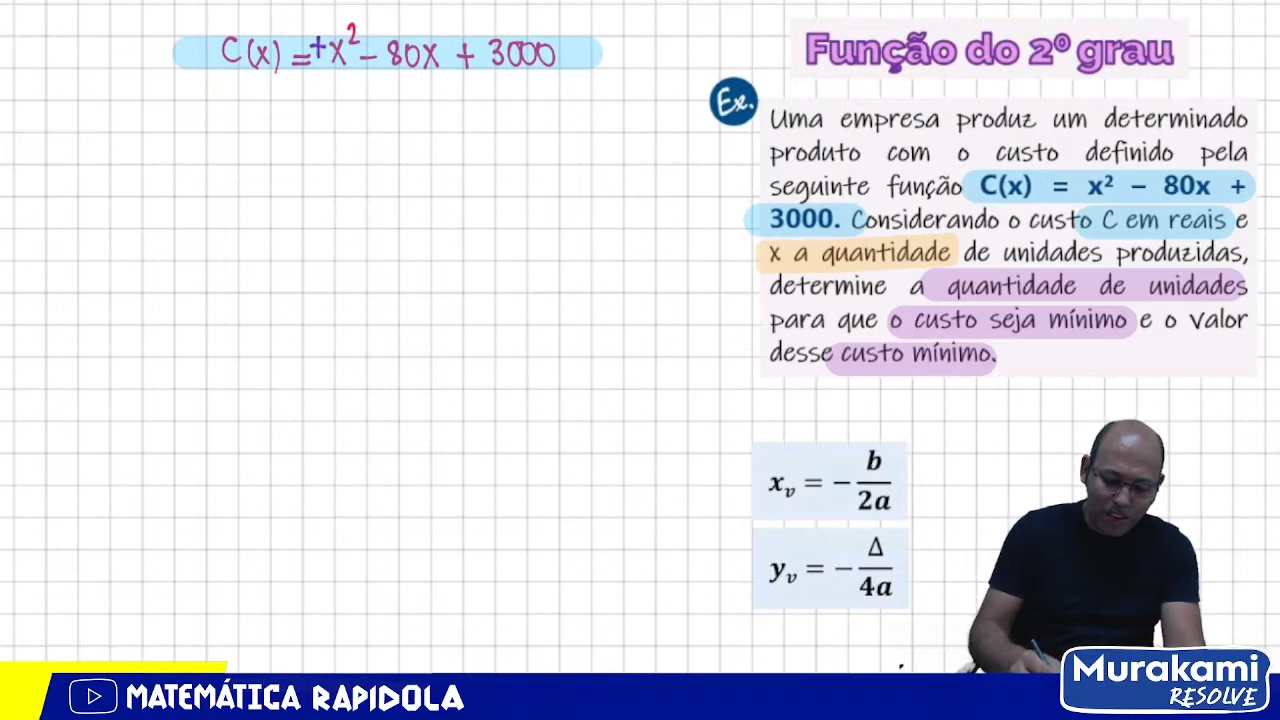 C(x) = +x² - 80x + 3000
Função do 2º grau
Ex.
Uma empresa produz um determinado
produto com o custo definido pela
seguinte função C(x) = x² – 80x +
3000. Considerando o custo C em reais e
x a quantidade de unidades produzidas,
determine a quantidade de unidades
para que o custo seja mínimo e o valor
desse custo mínimo.
x_v = - b/2a
y_v = - Δ/4a
MATEMÁTICA RAPIDOLA
Murakami
RESOLVE